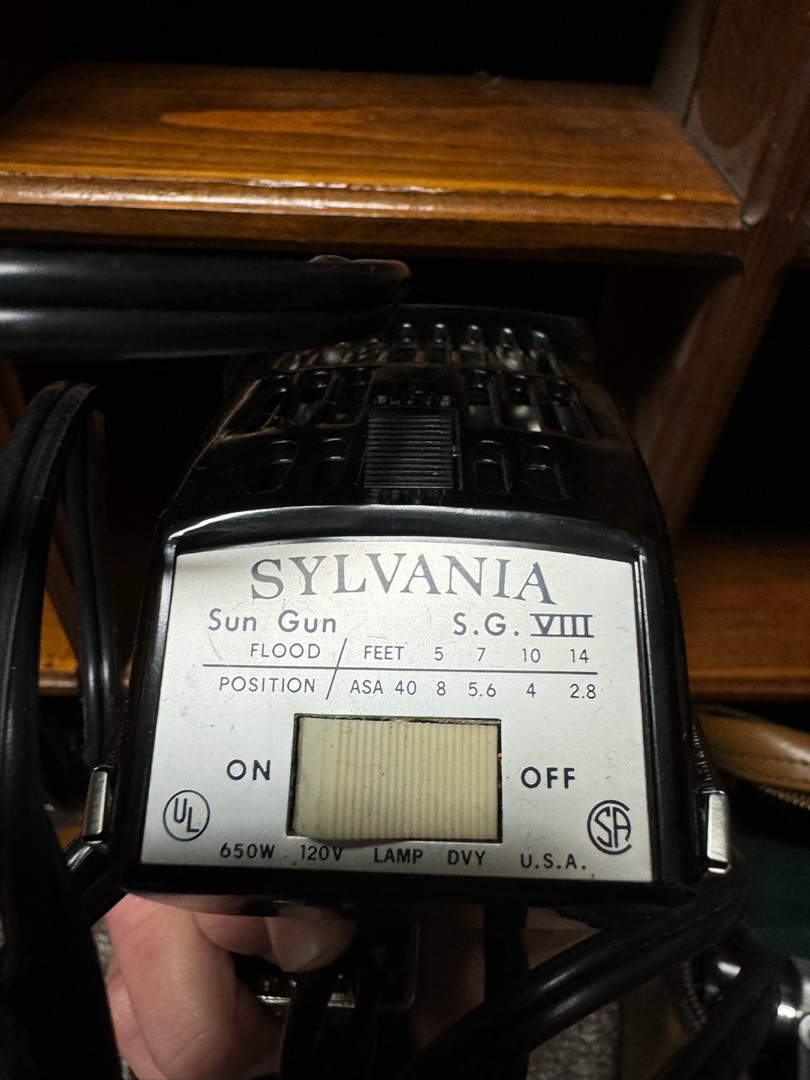 SYLVANIA
Sun Gun S.G. VIII
FLOOD / FEET 5 7 10 14
POSITION / ASA 40 8 5.6 4 2.8
ON OFF
UL SA
650W 120V LAMP DVY U.S.A.